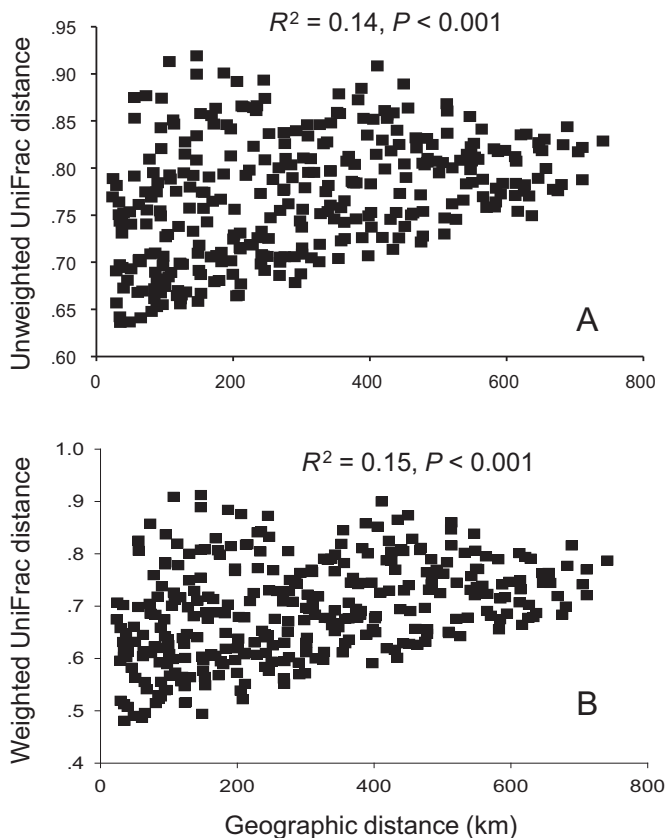 R² = 0.14, P < 0.001
.95
.90
.85
.80
.75
.70
.65
.60
Unweighted UniFrac distance
A
0 200 400 600 800
R² = 0.15, P < 0.001
1.0
.9
.8
.7
.6
.5
.4
Weighted UniFrac distance
B
0 200 400 600 800
Geographic distance (km)